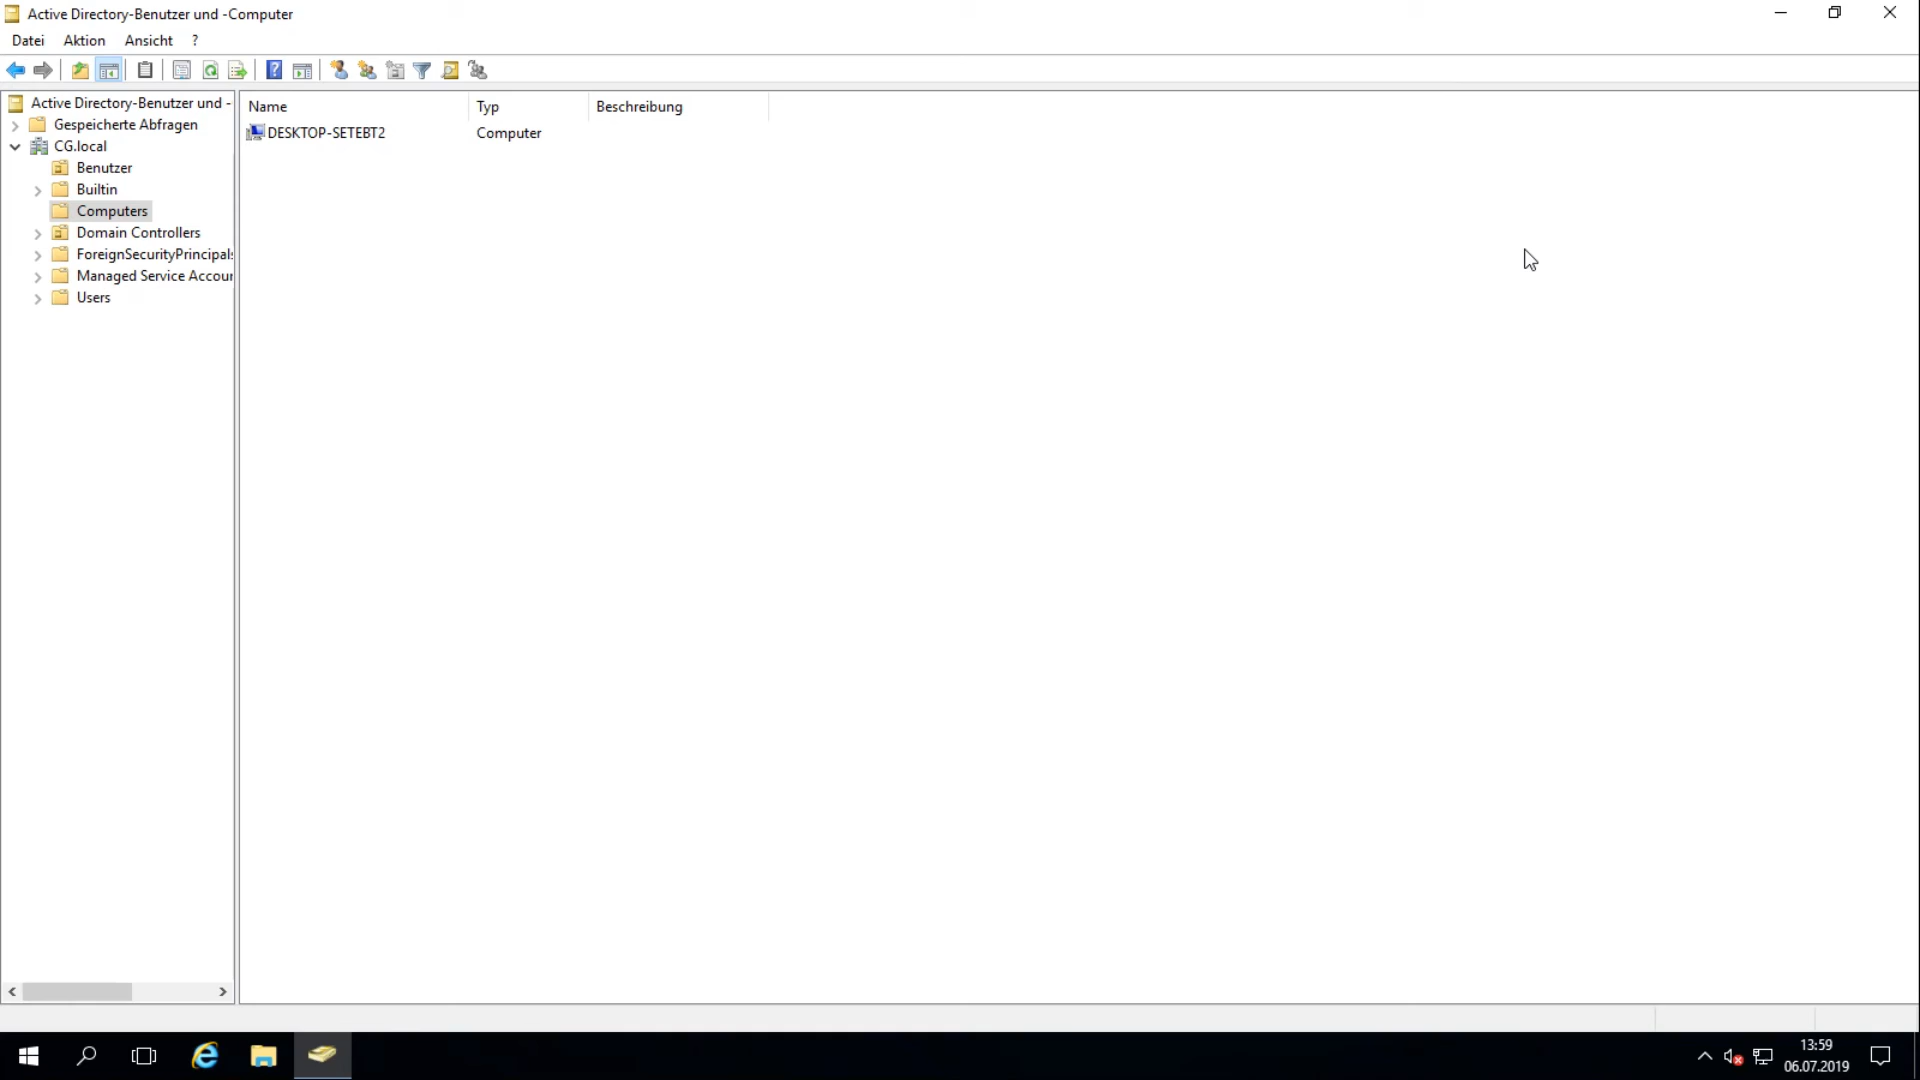 Active Directory-Benutzer und -Computer
Datei Aktion Ansicht ?
Active Directory-Benutzer und -
Gespeicherte Abfragen
CG.local
Benutzer
Builtin
Computers
Domain Controllers
ForeignSecurityPrincipals
Managed Service Accour
Users
Name Typ Beschreibung
DESKTOP-SETEBT2 Computer
13:59
06.07.2019